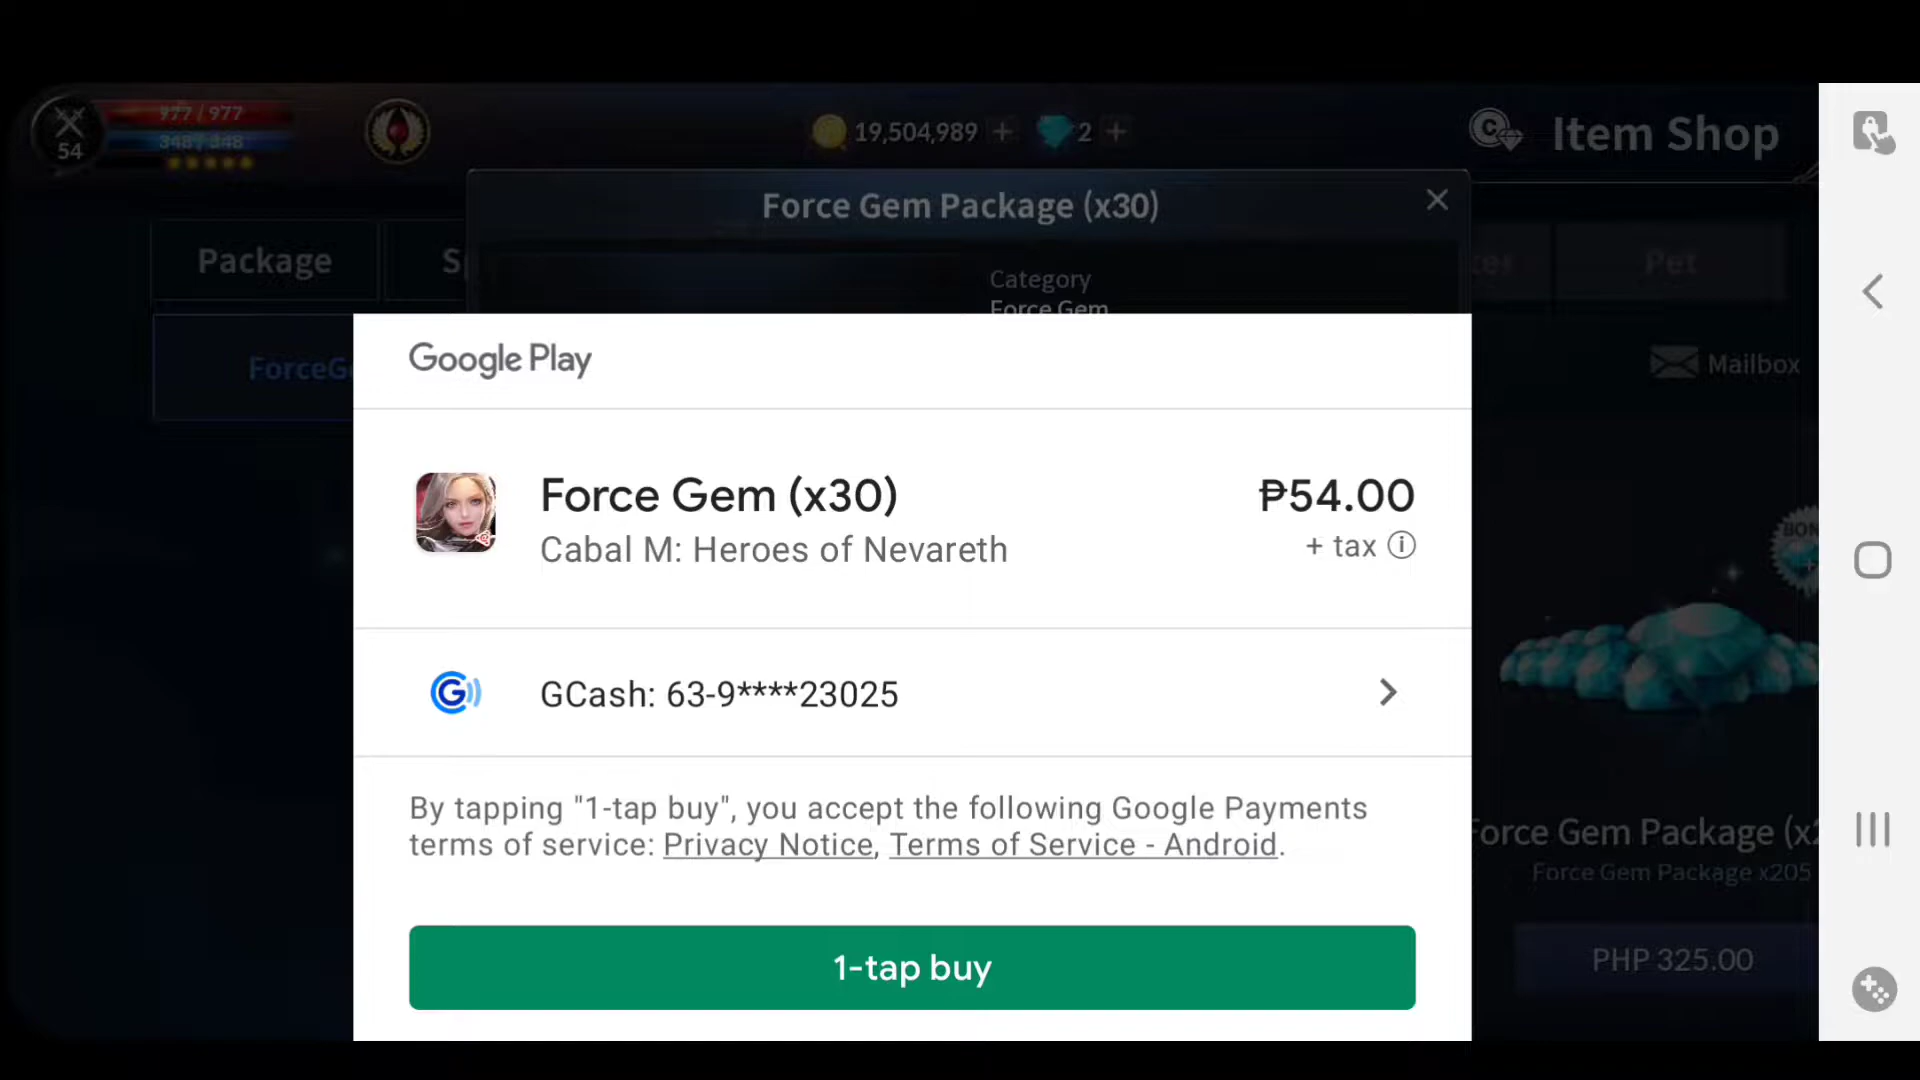 977 / 977
348 / 348
54
19,504,989
2
Item Shop
Force Gem Package (x30)
Package
Category
Force Gem
Pet
Mailbox
Google Play
Force Gem (x30)
₱54.00
Cabal M: Heroes of Nevareth
+ tax
GCash: 63-9****23025
By tapping "1-tap buy", you accept the following Google Payments
terms of service: Privacy Notice, Terms of Service - Android.
Force Gem Package (x2
Force Gem Package x205
1-tap buy
PHP 325.00